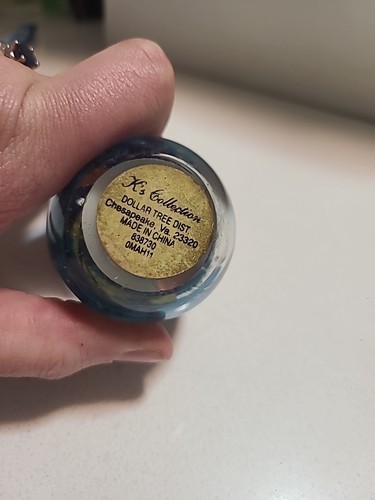 K's Collection
DOLLAR TREE DIST.
Chesapeake, Va. 23320
MADE IN CHINA
838730
0MAH11